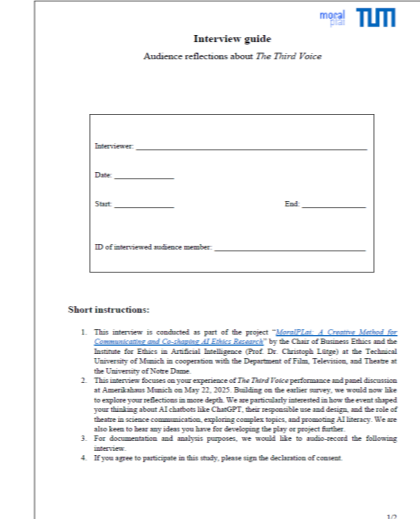 moral
plai
TUM
Interview guide
Audience reflections about The Third Voice
Interviewer:
Date:
Start: End:
ID of interviewed audience member:
Short instructions:
1. This interview is conducted as part of the project “MoralPLai: A Creative Method for
Communicating and Co-shaping AI Ethics Research” by the Chair of Business Ethics and the
Institute for Ethics in Artificial Intelligence (Prof. Dr. Christoph Lütge) at the Technical
University of Munich in cooperation with the Department of Film, Television, and Theatre at
the University of Notre Dame.
2. This interview focuses on your experience of The Third Voice performance and panel discussion
at Amerikahaus Munich on May 22, 2025. Building on the earlier survey, we would now like
to explore your reflections in more depth. We are particularly interested in how the event shaped
your thinking about AI chatbots like ChatGPT, their responsible use and design, and the role of
theatre in science communication, exploring complex topics, and promoting AI literacy. We are
also keen to hear any ideas you have for developing the play or project further.
3. For documentation and analysis purposes, we would like to audio-record the following
interview.
4. If you agree to participate in this study, please sign the declaration of consent.
1/2